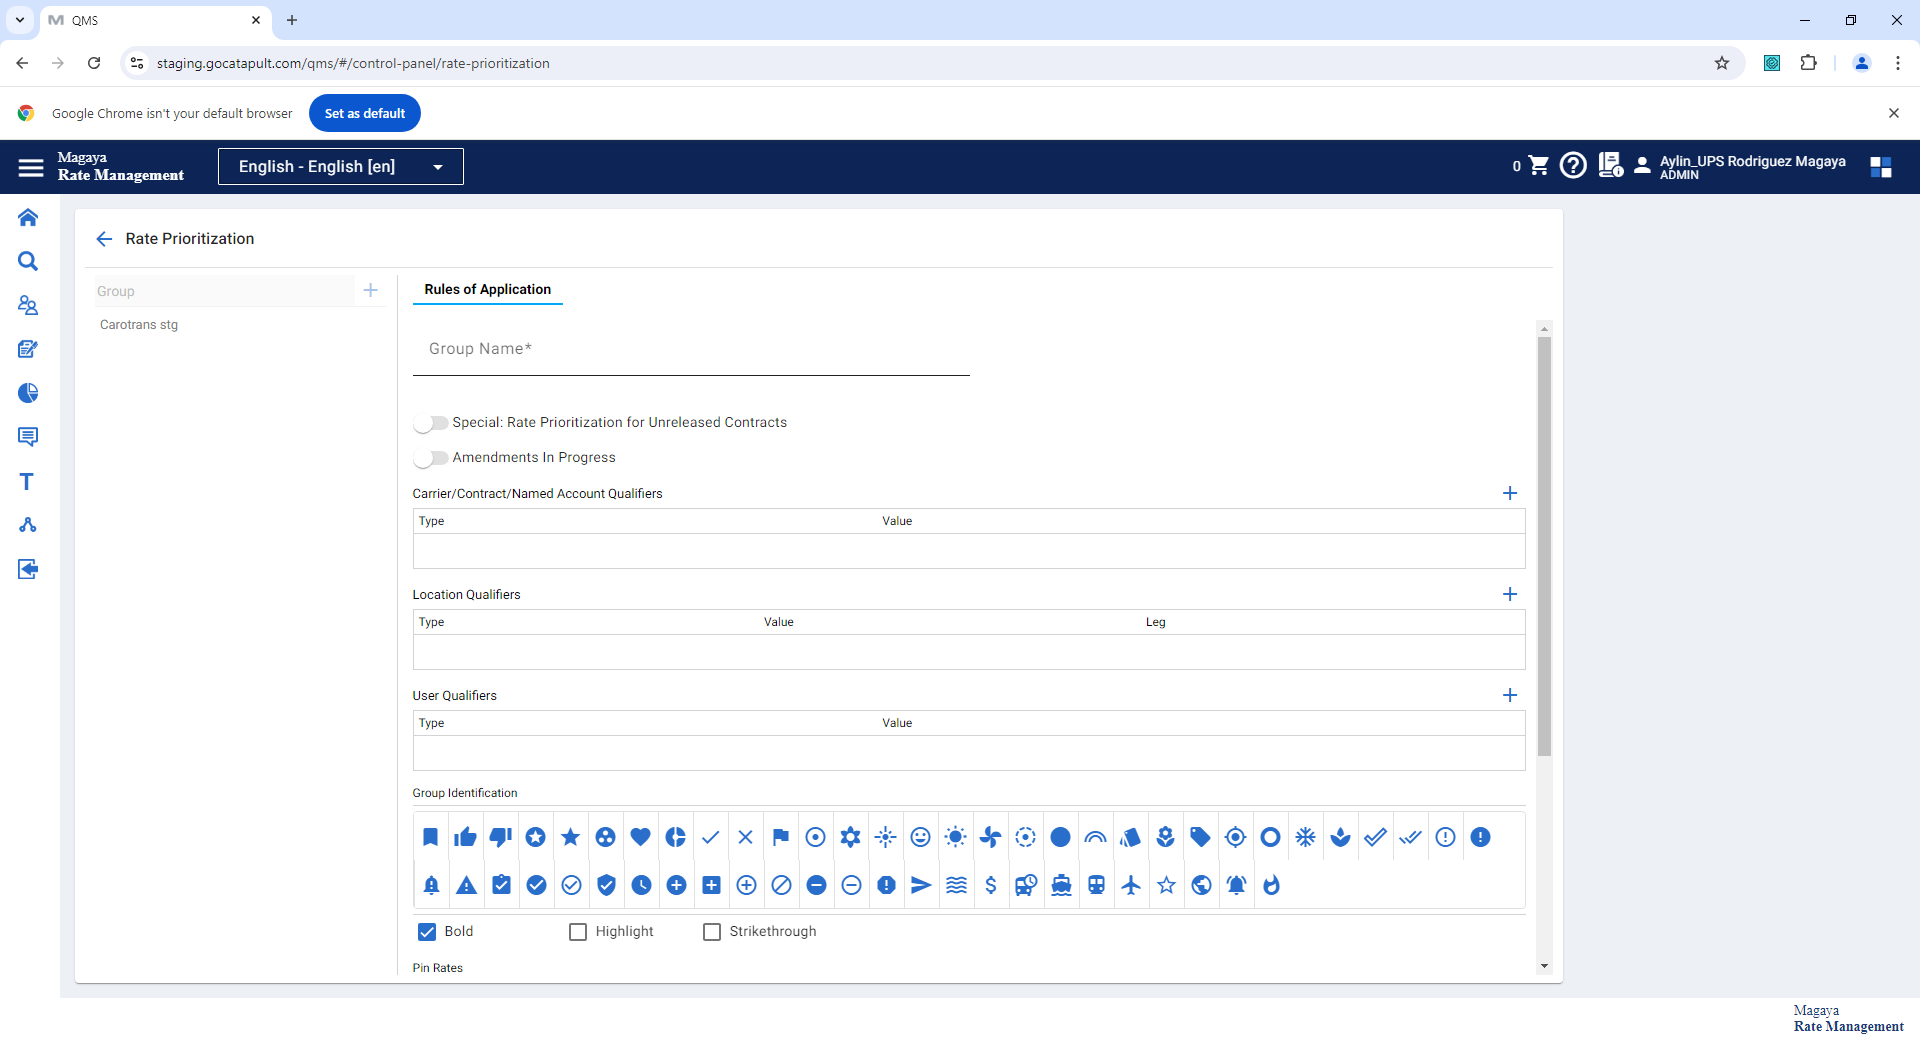 QMS
staging.gocatapult.com/qms/#/control-panel/rate-prioritization
Google Chrome isn't your default browser
Set as default
Magaya
Rate Management
English - English [en]
0
Aylin_UPS Rodriguez Magaya
ADMIN
Rate Prioritization
Group
Carotrans stg
Rules of Application
Group Name*
Special: Rate Prioritization for Unreleased Contracts
Amendments In Progress
Carrier/Contract/Named Account Qualifiers
Type Value
Location Qualifiers
Type Value Leg
User Qualifiers
Type Value
Group Identification
Bold Highlight Strikethrough
Pin Rates
Magaya
Rate Management